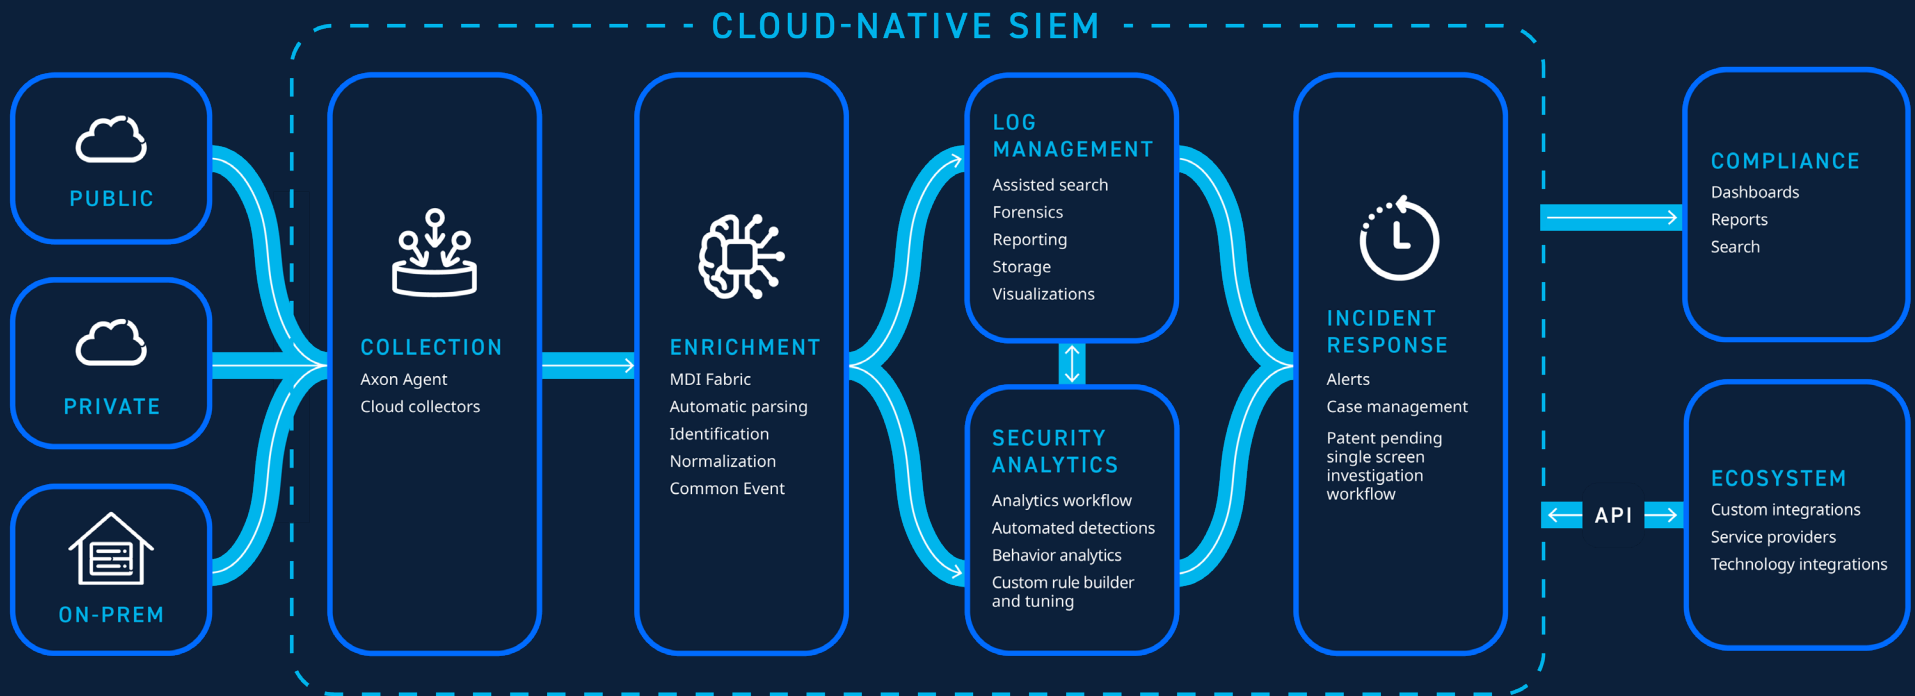 CLOUD-NATIVE SIEM
PUBLIC
PRIVATE
ON-PREM
COLLECTION
Axon Agent
Cloud collectors
ENRICHMENT
MDI Fabric
Automatic parsing
Identification
Normalization
Common Event
LOG
MANAGEMENT
Assisted search
Forensics
Reporting
Storage
Visualizations
SECURITY
ANALYTICS
Analytics workflow
Automated detections
Behavior analytics
Custom rule builder
and tuning
INCIDENT
RESPONSE
Alerts
Case management
Patent pending
single screen
investigation
workflow
COMPLIANCE
Dashboards
Reports
Search
API
ECOSYSTEM
Custom integrations
Service providers
Technology integrations